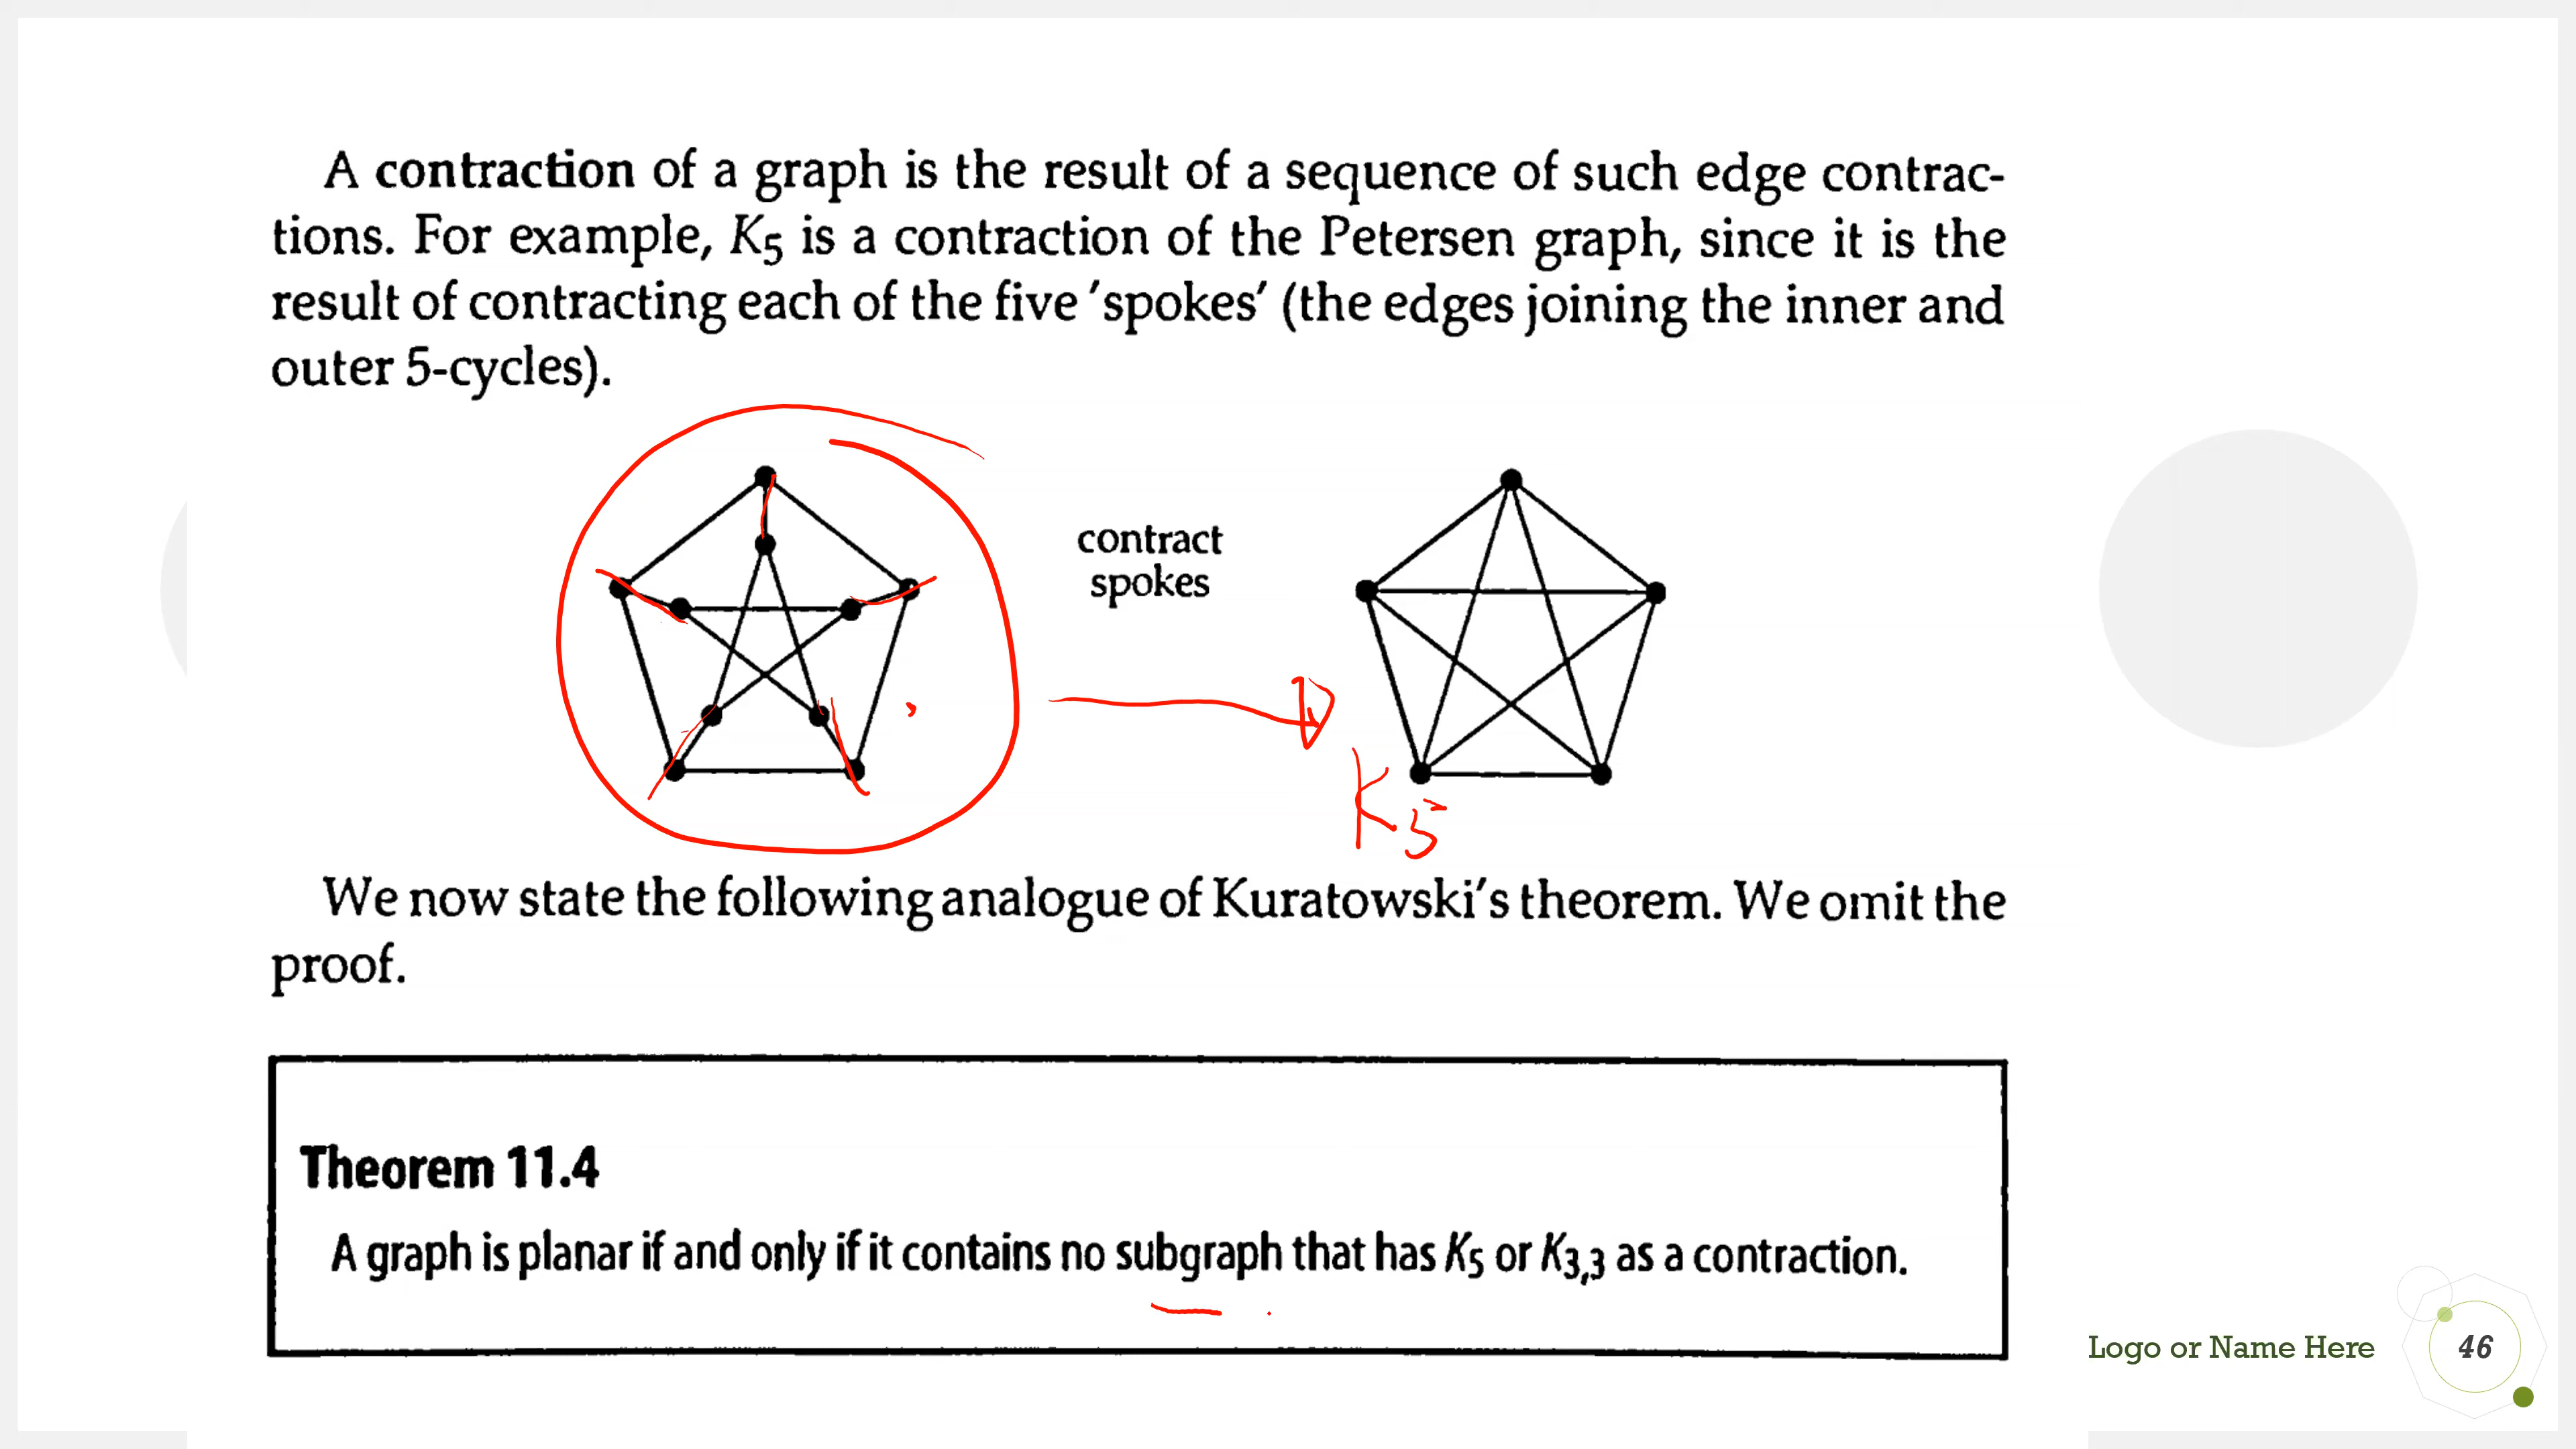 A contraction of a graph is the result of a sequence of such edge contrac-
tions. For example, K5 is a contraction of the Petersen graph, since it is the
result of contracting each of the five 'spokes' (the edges joining the inner and
outer 5-cycles).
contract
spokes
K5
We now state the following analogue of Kuratowski's theorem. We omit the
proof.
Theorem 11.4
A graph is planar if and only if it contains no subgraph that has K5 or K3,3 as a contraction.
Logo or Name Here
46